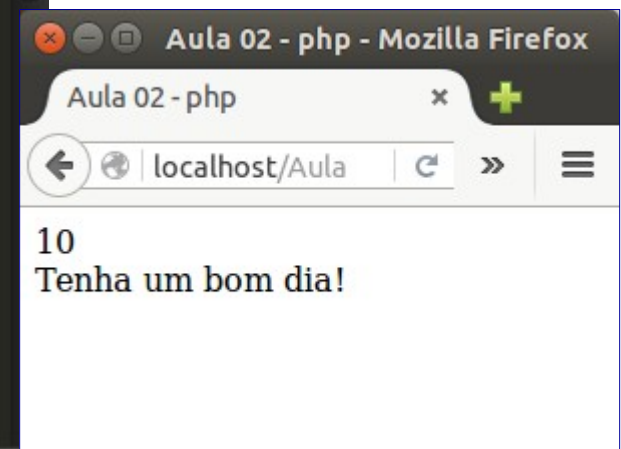 Aula 02 - php - Mozilla Firefox
Aula 02 - php
localhost/Aula
10
Tenha um bom dia!